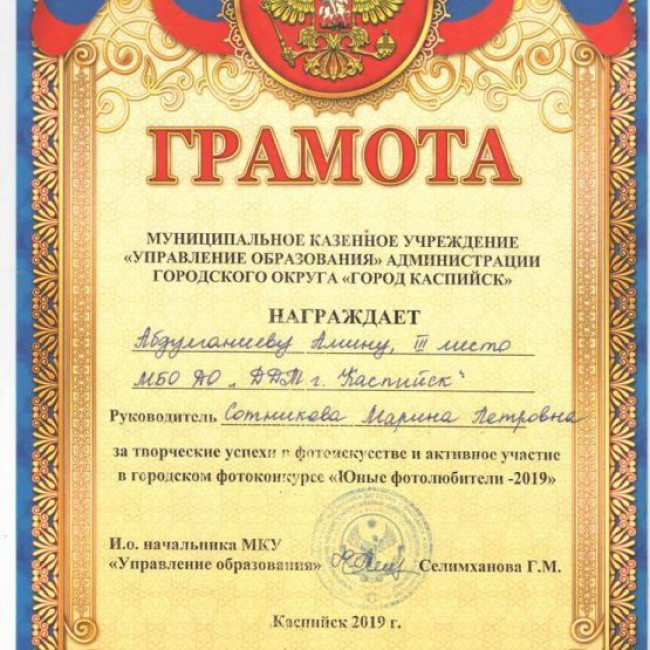 ГРАМОТА
МУНИЦИПАЛЬНОЕ КАЗЕННОЕ УЧРЕЖДЕНИЕ
«УПРАВЛЕНИЕ ОБРАЗОВАНИЯ» АДМИНИСТРАЦИИ
ГОРОДСКОГО ОКРУГА «ГОРОД КАСПИЙСК»
НАГРАЖДАЕТ
Абдулганиеву Амину, III место
МБО ДО „ДДТ г. Каспийск“
Руководитель Сотникова Марина Петровна
за творческие успехи в фотоискусстве и активное участие
в городском фотоконкурсе «Юные фотолюбители -2019»
И.о. начальника МКУ
«Управление образования» Селимханова Г.М.
Каспийск 2019 г.